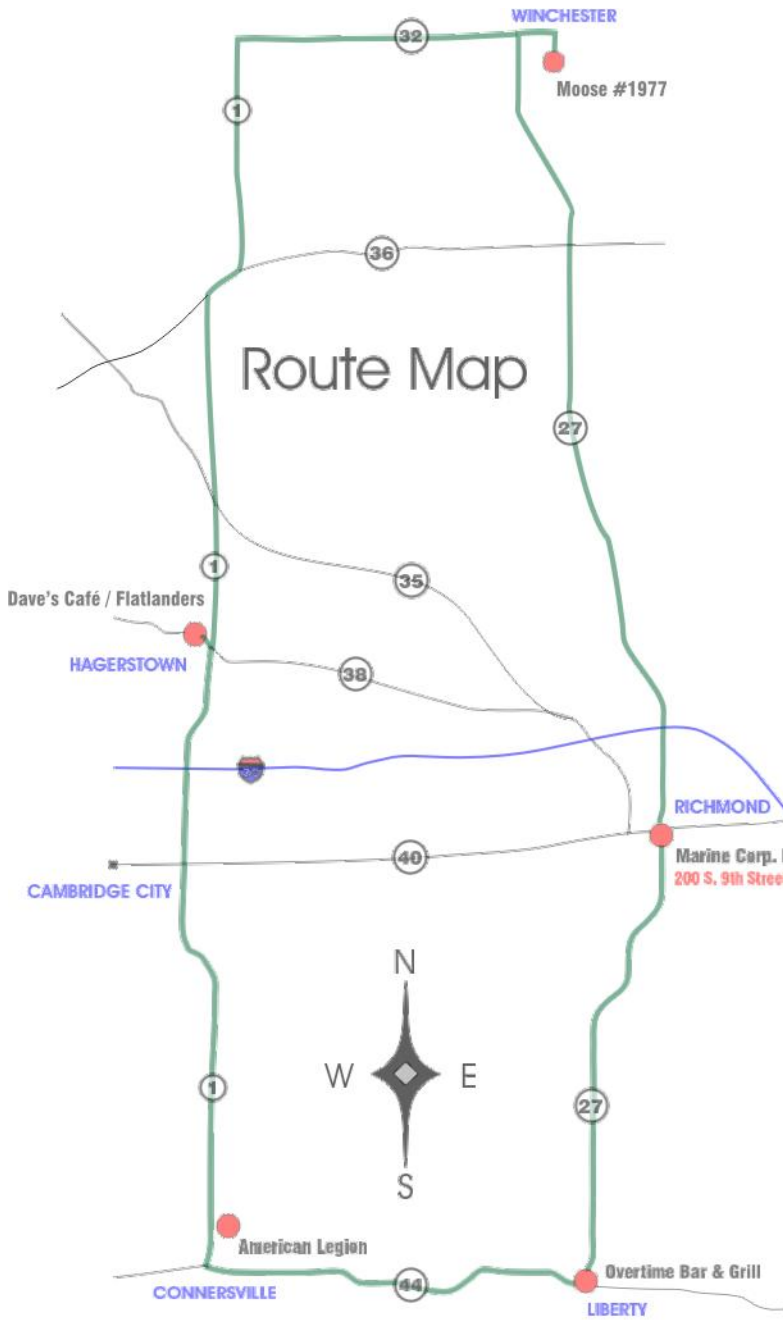 WINCHESTER
32
Moose #1977
1
36
Route Map
27
1
35
Dave's Café / Flatlanders
HAGERSTOWN
38
RICHMOND
40
Marine Corp.
200 S. 9th Stree
CAMBRIDGE CITY
N
W
E
S
1
27
American Legion
Overtime Bar & Grill
CONNERSVILLE
44
LIBERTY